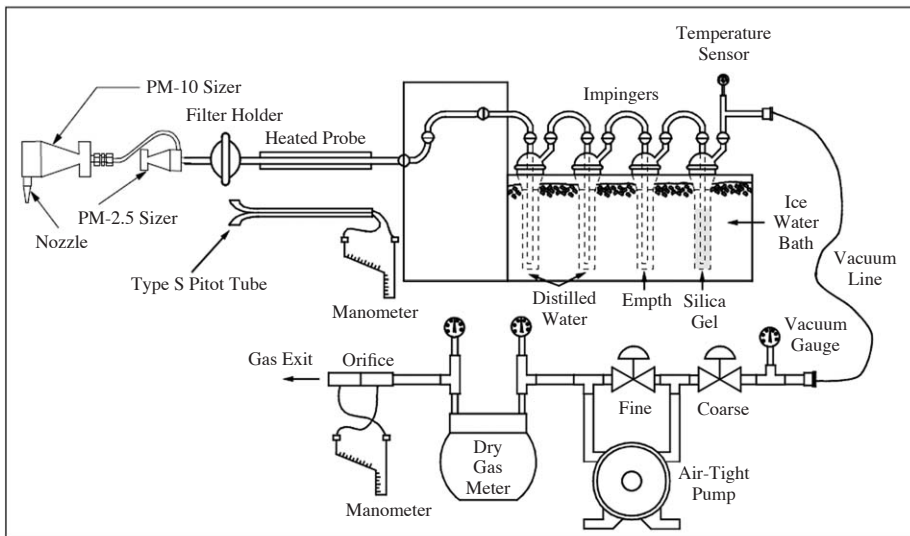 Temperature
Sensor
PM-10 Sizer
Filter Holder
Impingers
Heated Probe
PM-2.5 Sizer
Nozzle
Type S Pitot Tube
Manometer
Ice
Water
Bath
Vacuum
Line
Distilled
Water
Empth
Silica
Gel
Vacuum
Gauge
Gas Exit
Orifice
Fine
Coarse
Dry
Gas
Meter
Air-Tight
Pump
Manometer